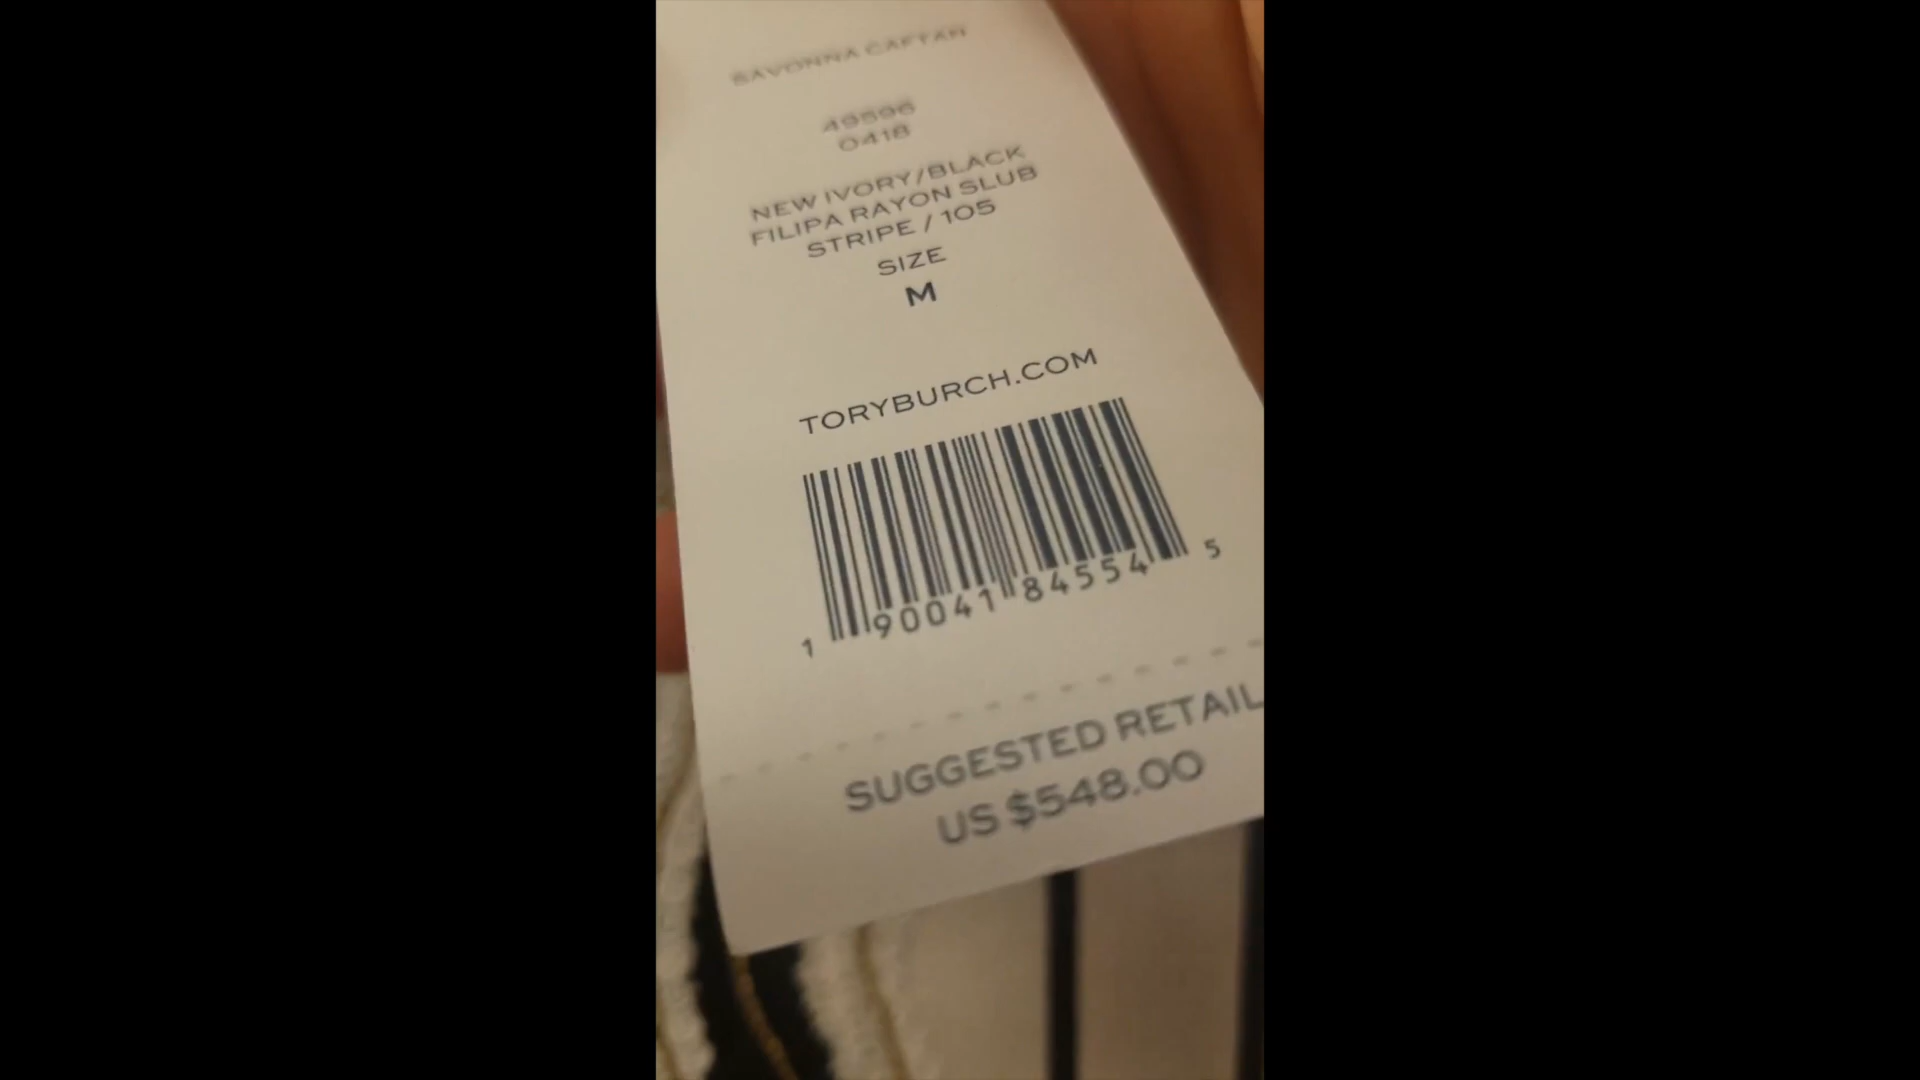 SAVONNA CAFTAN
49596
0418
NEW IVORY/BLACK
FILIPA RAYON SLUB
STRIPE / 105
SIZE
M
TORYBURCH.COM
1 90041 84554 5
SUGGESTED RETAIL
US $548.00